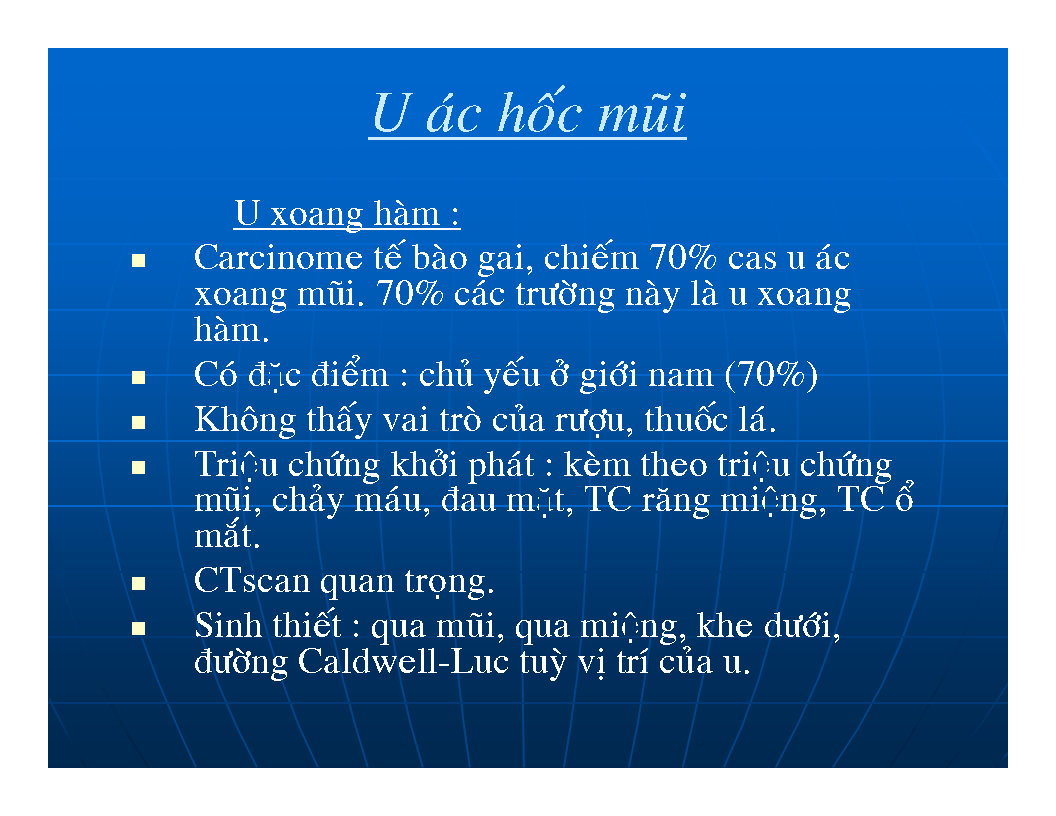 U ác hốc mũi
U xoang hàm :
Carcinome tế bào gai, chiếm 70% cas u ác
xoang mũi. 70% các trường này là u xoang
hàm.
Có đặc điểm : chủ yếu ở giới nam (70%)
Không thấy vai trò của rượu, thuốc lá.
Triệu chứng khởi phát : kèm theo triệu chứng
mũi, chảy máu, đau mặt, TC răng miệng, TC ổ
mắt.
CTscan quan trọng.
Sinh thiết : qua mũi, qua miệng, khe dưới,
đường Caldwell-Luc tuỳ vị trí của u.